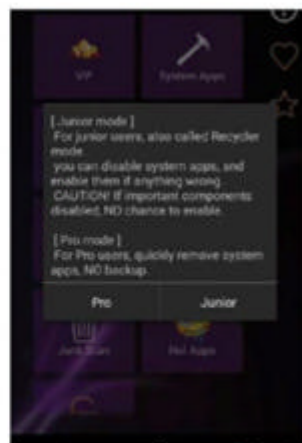 VIP
System Apps
[ Junior mode ]
For junior users, also called Recycler
mode
you can disable system apps, and
enable them if anything wrong.
CAUTION! If important components
disabled, NO chance to enable.
[ Pro mode ]
For Pro users, quickly remove system
apps, NO backup.
Pro
Junior
Junk Scan
Hot Apps